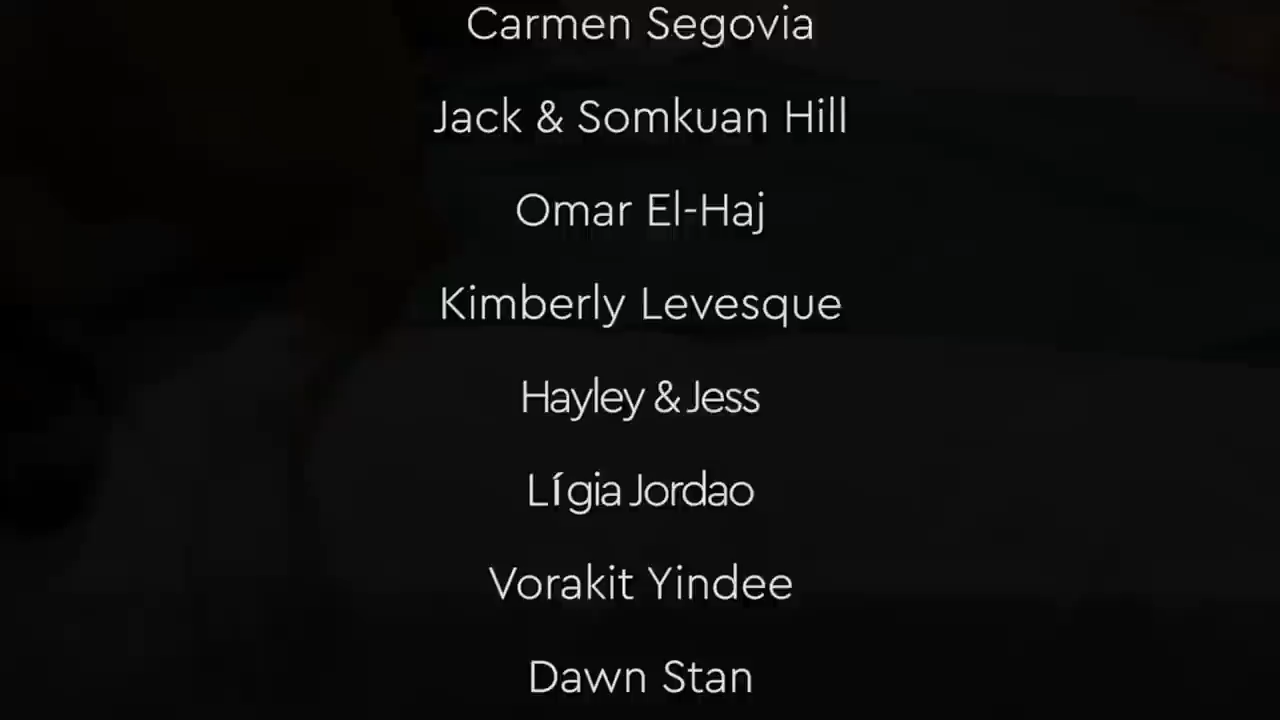 Carmen Segovia
Jack & Somkuan Hill
Omar El-Haj
Kimberly Levesque
Hayley & Jess
Lígia Jordao
Vorakit Yindee
Dawn Stan